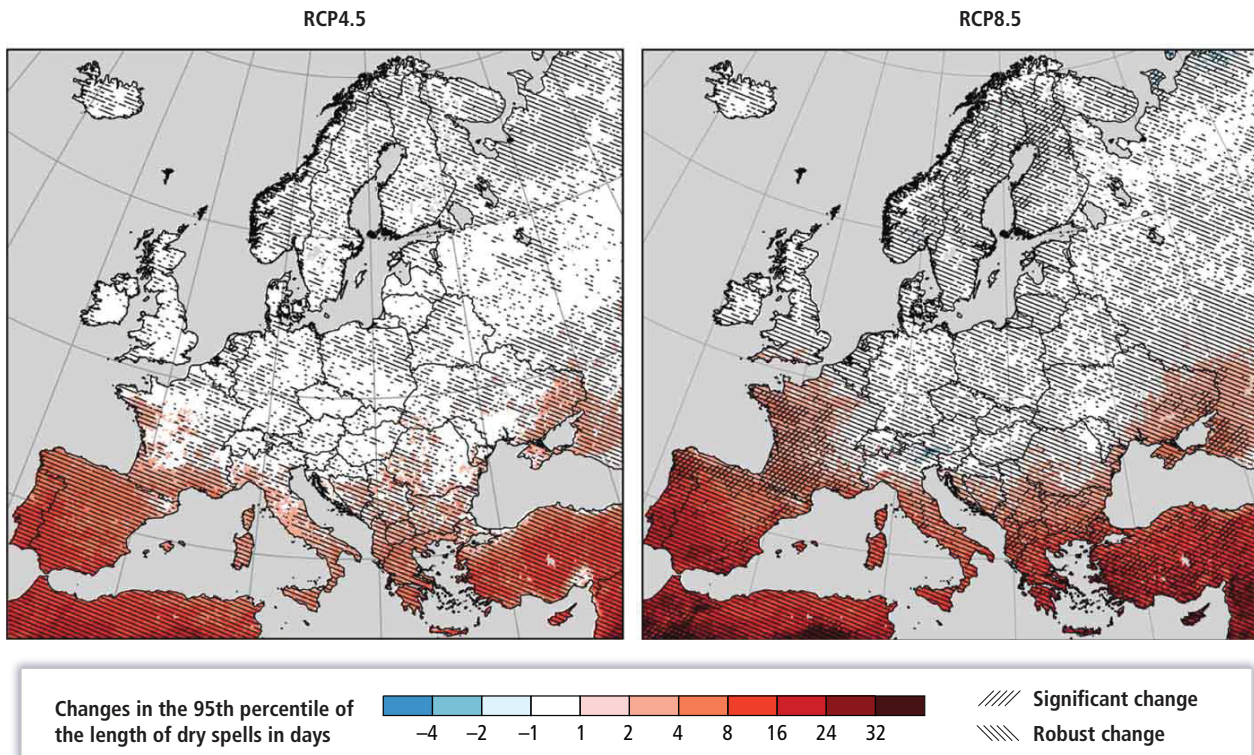 RCP4.5
RCP8.5
Changes in the 95th percentile of
the length of dry spells in days
–4 –2 –1 1 2 4 8 16 24 32
Significant change
Robust change